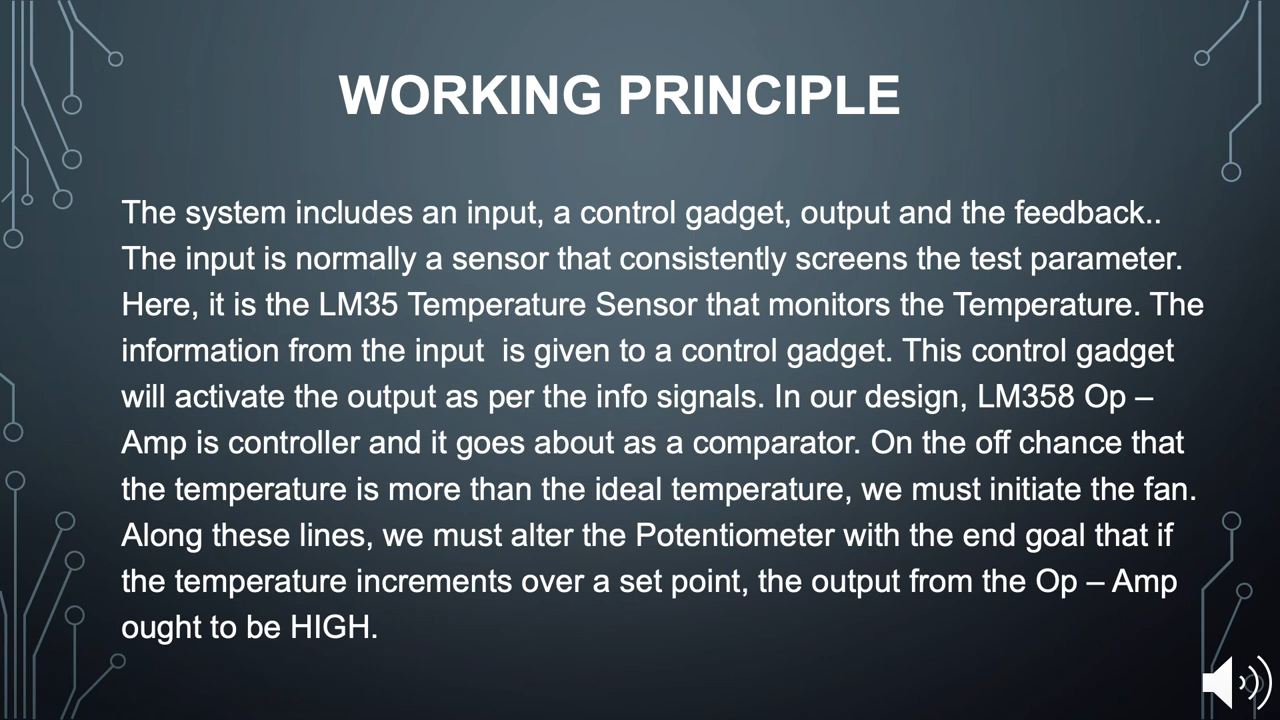 WORKING PRINCIPLE
The system includes an input, a control gadget, output and the feedback..
The input is normally a sensor that consistently screens the test parameter.
Here, it is the LM35 Temperature Sensor that monitors the Temperature. The
information from the input  is given to a control gadget. This control gadget
will activate the output as per the info signals. In our design, LM358 Op –
Amp is controller and it goes about as a comparator. On the off chance that
the temperature is more than the ideal temperature, we must initiate the fan.
Along these lines, we must alter the Potentiometer with the end goal that if
the temperature increments over a set point, the output from the Op – Amp
ought to be HIGH.